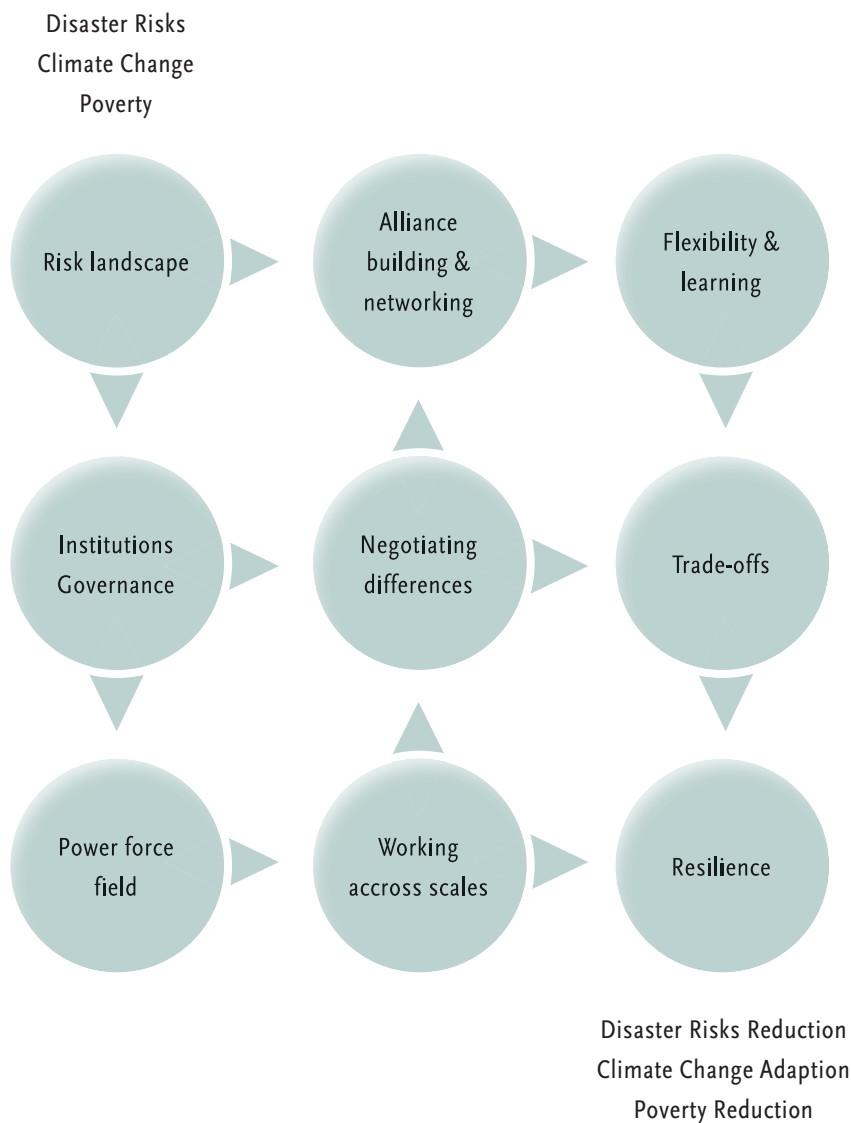 Disaster Risks
Climate Change
Poverty
Risk landscape
Alliance
building &
networking
Flexibility &
learning
Institutions
Governance
Negotiating
differences
Trade-offs
Power force
field
Working
accross scales
Resilience
Disaster Risks Reduction
Climate Change Adaption
Poverty Reduction